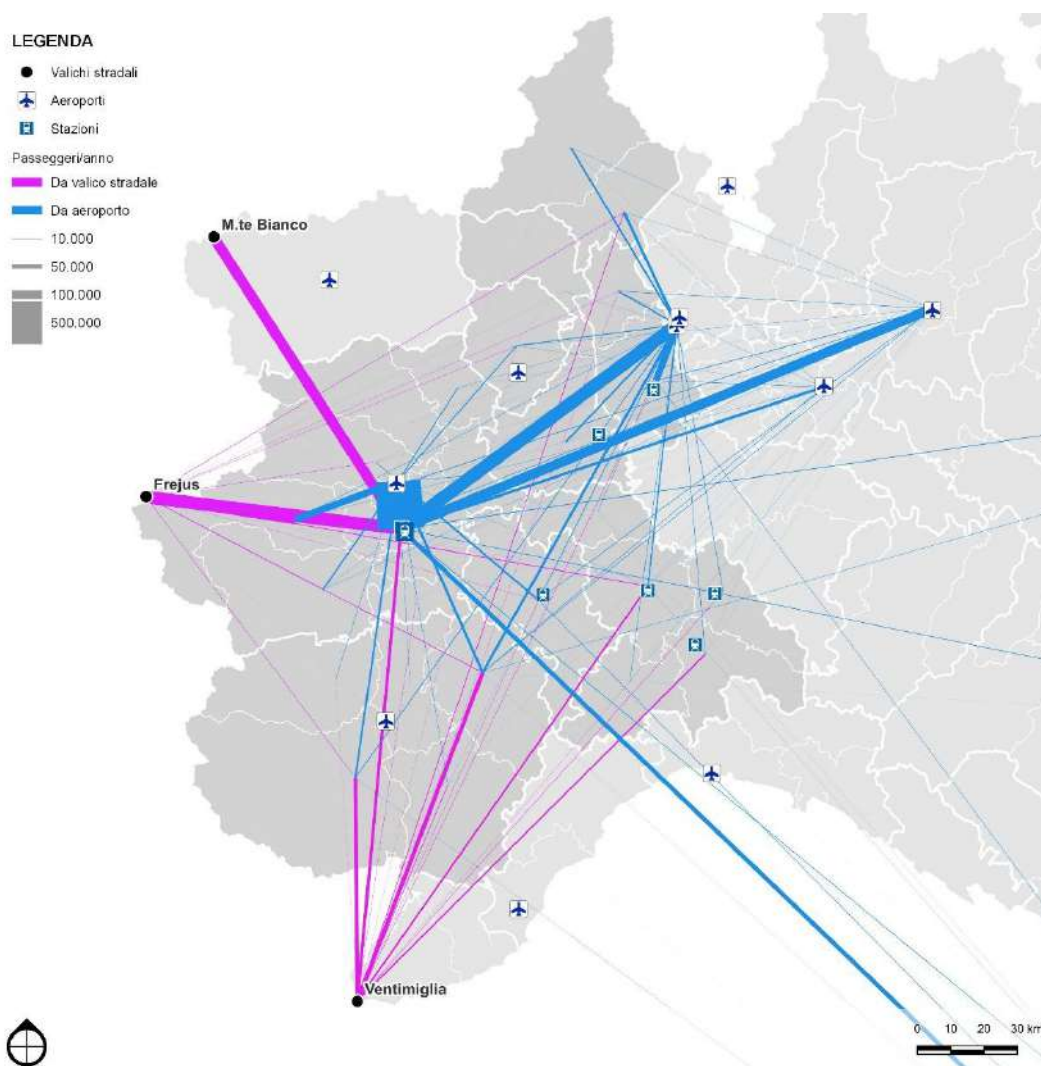 LEGENDA
Valichi stradali
Aeroporti
Stazioni
Passeggeri/anno
Da valico stradale
Da aeroporto
10.000
50.000
100.000
500.000
M.te Bianco
Frejus
Ventimiglia
0 10 20 30 km